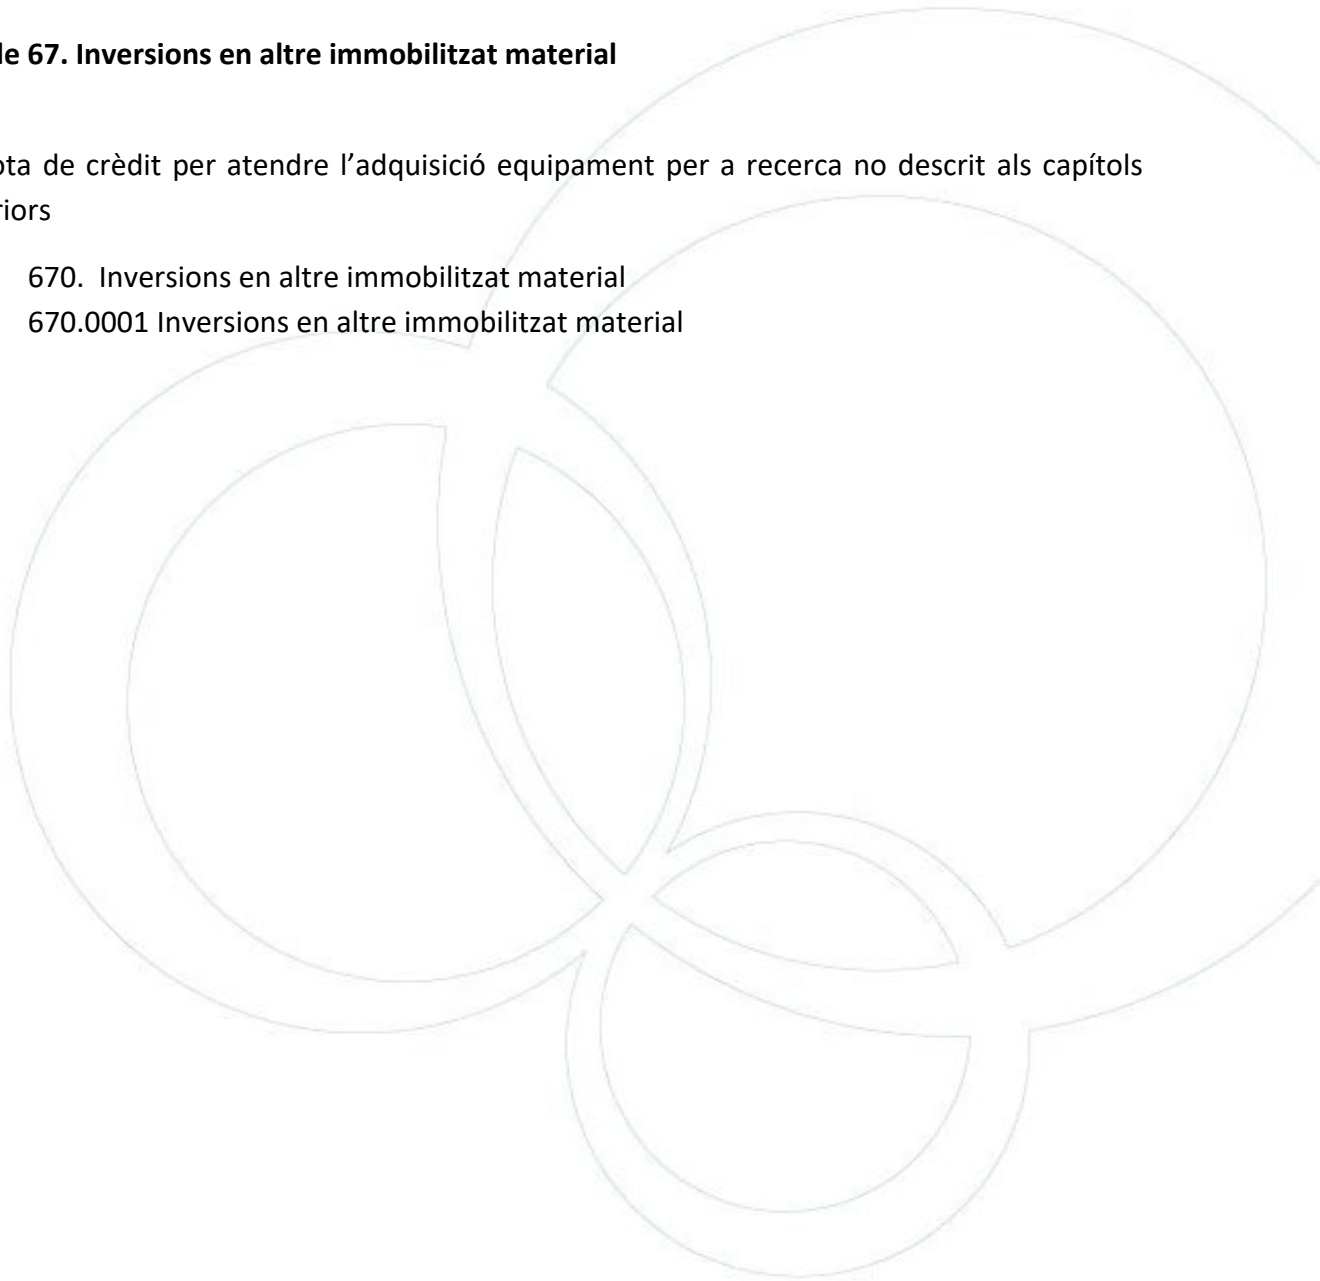 le 67. Inversions en altre immobilitzat material
ota de crèdit per atendre l’adquisició equipament per a recerca no descrit als capítols
riors
670. Inversions en altre immobilitzat material
670.0001 Inversions en altre immobilitzat material